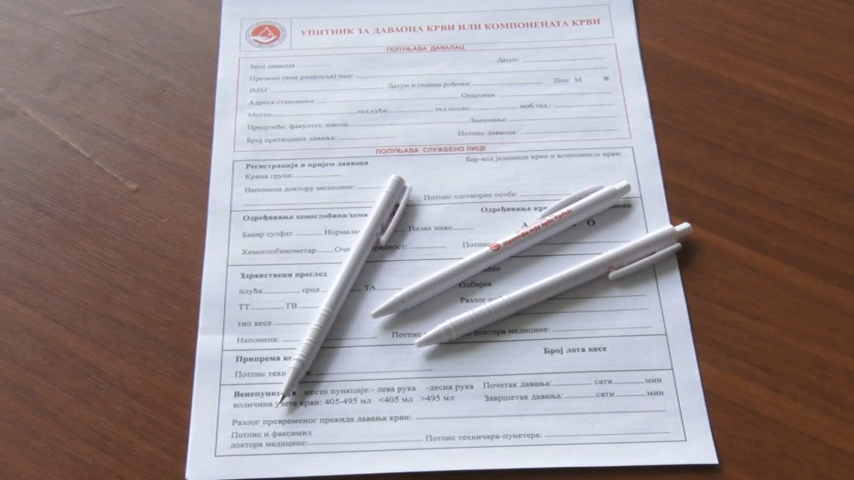 УПИТНИК ЗА ДАВАОЦА КРВИ ИЛИ КОМПОНЕНАТА КРВИ
ПОПУЊАВА ДАВАЛАЦ
Број даваоца Датум:
Презиме (име родитеља) име:
ЈМБГ Датум и година рођења: Пол: М Ж
Адреса становања: Општина:
Место: тел.кућа: тел.посао: моб.тел.:
Предузеће, факултет, школа: Занимање:
Број претходних давања: Потпис даваоца:
ПОПУЊАВА СЛУЖБЕНО ЛИЦЕ
Регистрација и пријем даваоца бар-код јединице крви и компоненте крви:
Крвна група:
Напомена доктору медицине: Потпис одговорне особе:
Одређивање хемоглобина/хема Одређивање
Бакар сулфат Низак ниво А О
Хемоглобинометар Потпис
Здравствени преглед
плућа срце ТА Одбијен
ТТ ТВ Разлог
тип кесе
Напомена: Потпис доктора медицине:
Припрема Број лота кесе
Потпис
Венепункција место пункције:- лева рука -десна рука Почетак давања: сати мин
количина узете крви: 405-495 мл <405 мл >495 мл Завршетак давања: сати мин
Разлог превременог прекида давања крви:
Потпис и факсимил
доктора медицине: Потпис техничара-пунктера: